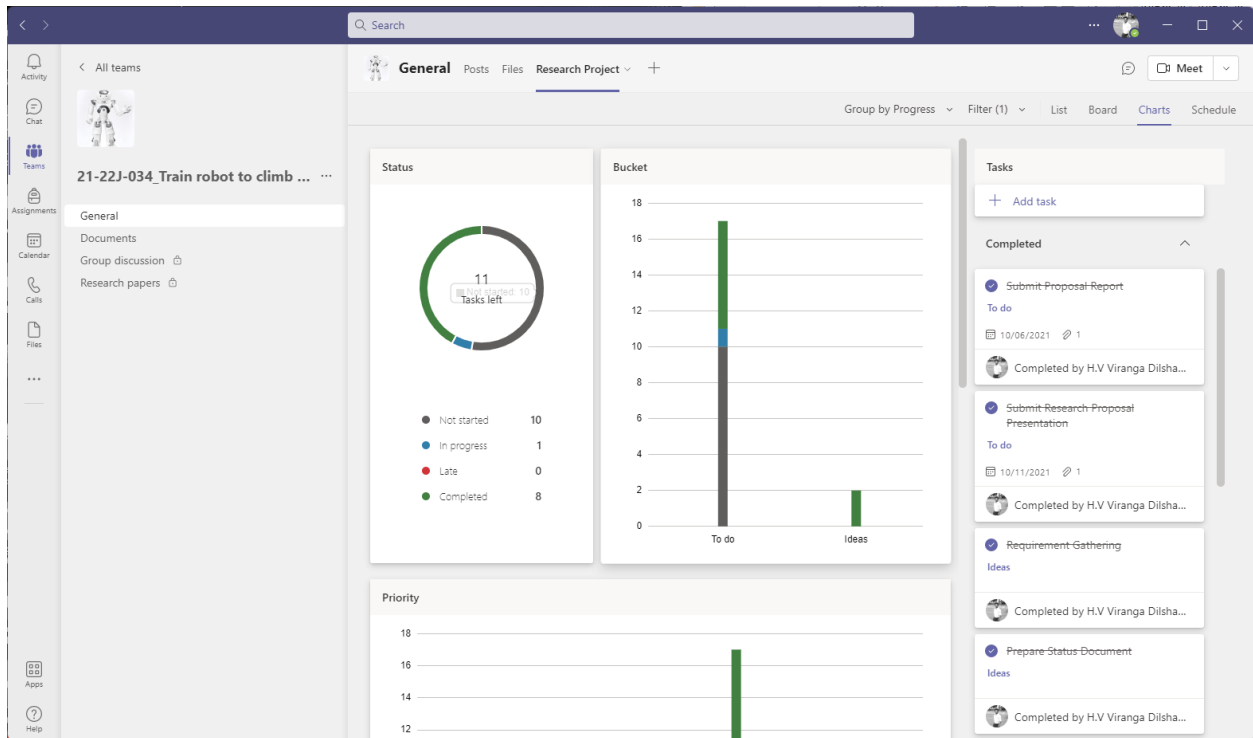 Search
Activity
Chat
Teams
Assignments
Calendar
Calls
Files
Apps
Help
All teams
21-22J-034_Train robot to climb ...
General
Documents
Group discussion
Research papers
General Posts Files Research Project
Meet
Group by Progress Filter (1) List Board Charts Schedule
Status
11
Not started: 10
Tasks left
Not started 10
In progress 1
Late 0
Completed 8
Bucket
18
16
14
12
10
8
6
4
2
0
To do Ideas
Priority
18
16
14
12
Tasks
Add task
Completed
Submit Proposal Report
To do
10/06/2021 1
Completed by H.V Viranga Dilsha...
Submit Research Proposal
Presentation
To do
10/11/2021 1
Completed by H.V Viranga Dilsha...
Requirement Gathering
Ideas
Completed by H.V Viranga Dilsha...
Prepare Status Document
Ideas
Completed by H.V Viranga Dilsha...